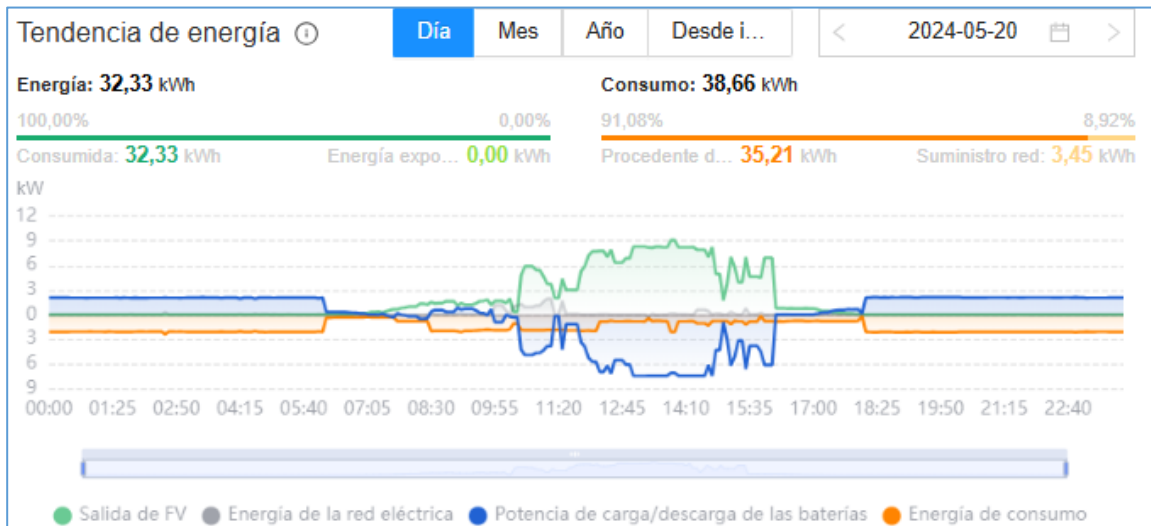 Tendencia de energía Día Mes Año Desde i... < 2024-05-20 >
Energía: 32,33 kWh Consumo: 38,66 kWh
100,00% 0,00% 91,08% 8,92%
Consumida: 32,33 kWh Energía expo... 0,00 kWh Procedente d... 35,21 kWh Suministro red: 3,45 kWh
kW
12
9
6
3
0
3
6
9
00:00 01:25 02:50 04:15 05:40 07:05 08:30 09:55 11:20 12:45 14:10 15:35 17:00 18:25 19:50 21:15 22:40
Salida de FV Energía de la red eléctrica Potencia de carga/descarga de las baterías Energía de consumo